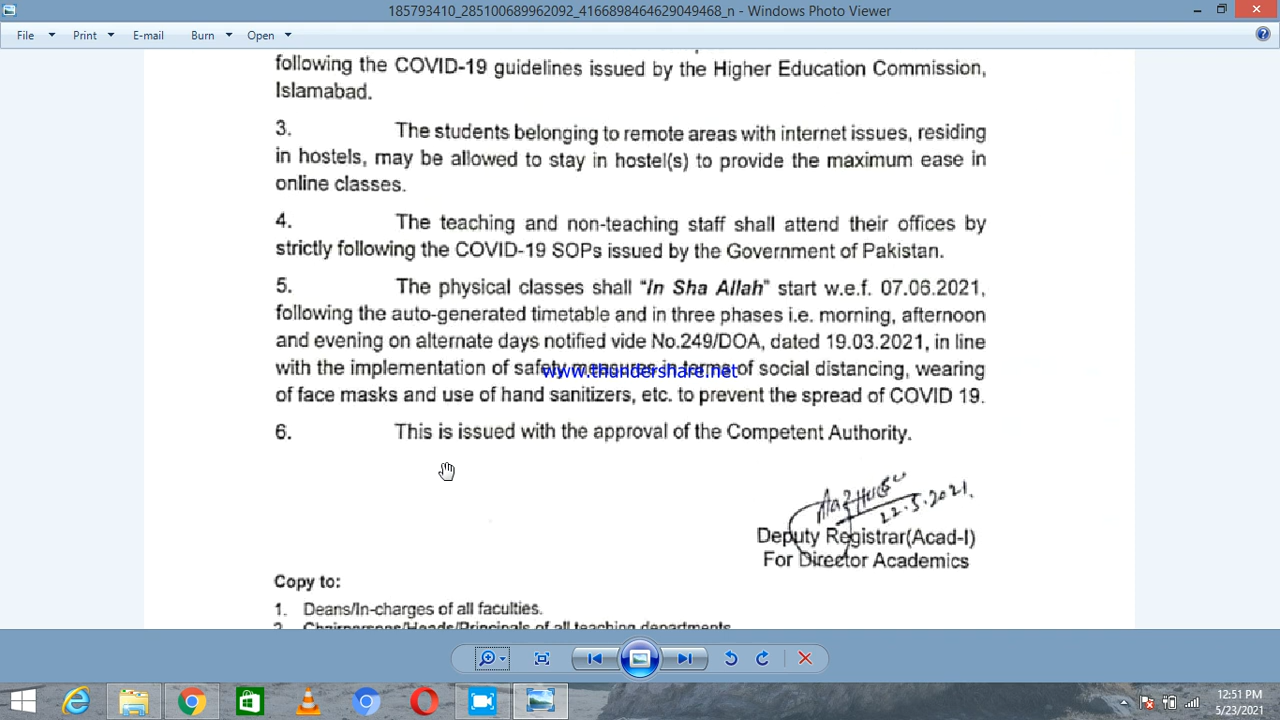 185793410_285100689962092_4166898464629049468_n - Windows Photo Viewer
File Print E-mail Burn Open
following the COVID-19 guidelines issued by the Higher Education Commission,
Islamabad.
3. The students belonging to remote areas with internet issues, residing
in hostels, may be allowed to stay in hostel(s) to provide the maximum ease in
online classes.
4. The teaching and non-teaching staff shall attend their offices by
strictly following the COVID-19 SOPs issued by the Government of Pakistan.
5. The physical classes shall "In Sha Allah" start w.e.f. 07.06.2021,
following the auto-generated timetable and in three phases i.e. morning, afternoon
and evening on alternate days notified vide No.249/DOA, dated 19.03.2021, in line
with the implementation of safety measures in terms of social distancing, wearing
www.thundershare.net
of face masks and use of hand sanitizers, etc. to prevent the spread of COVID 19.
6. This is issued with the approval of the Competent Authority.
22.5.2021.
Deputy Registrar(Acad-I)
For Director Academics
Copy to:
1. Deans/In-charges of all faculties.
2. Chairpersons/Heads/Principals of all teaching departments
12:51 PM
5/23/2021